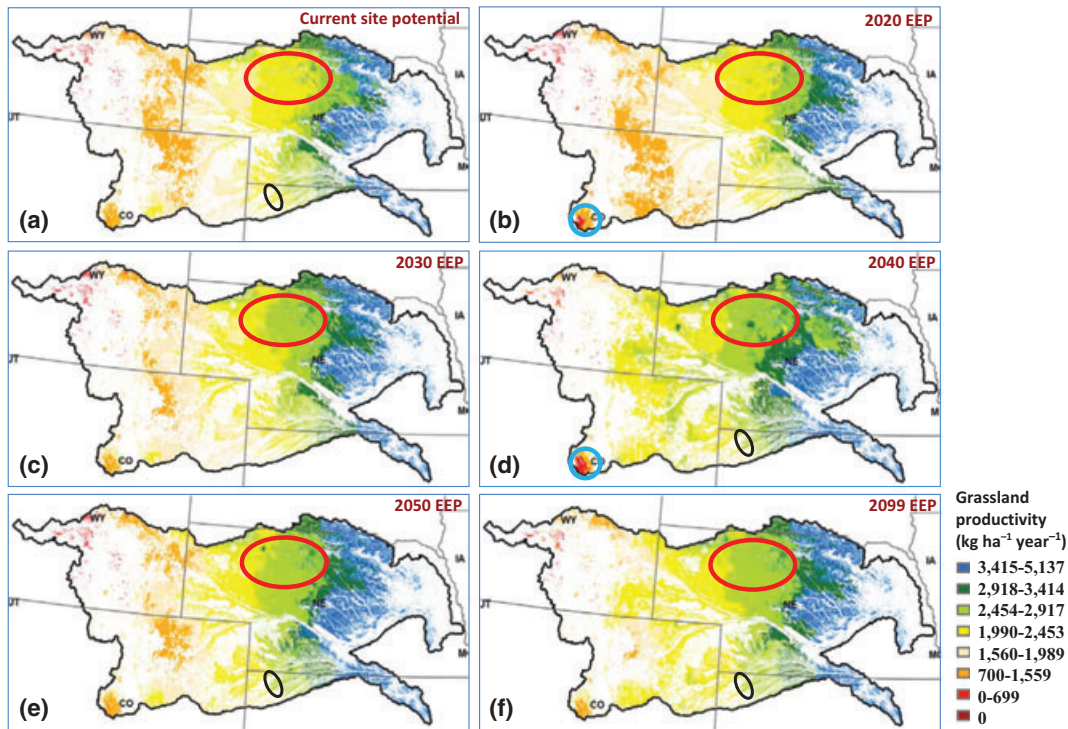 Current site potential
WY
IA
UT
NE
CO
(a)
2020 EEP
WY
IA
UT
NE
(b)
2030 EEP
WY
IA
UT
NE
CO
(c)
2040 EEP
WY
IA
UT
NE
(d)
2050 EEP
WY
IA
UT
NE
CO
(e)
2099 EEP
WY
IA
UT
NE
CO
(f)
Grassland
productivity
(kg ha⁻¹ year⁻¹)
3,415-5,137
2,918-3,414
2,454-2,917
1,990-2,453
1,560-1,989
700-1,559
0-699
0